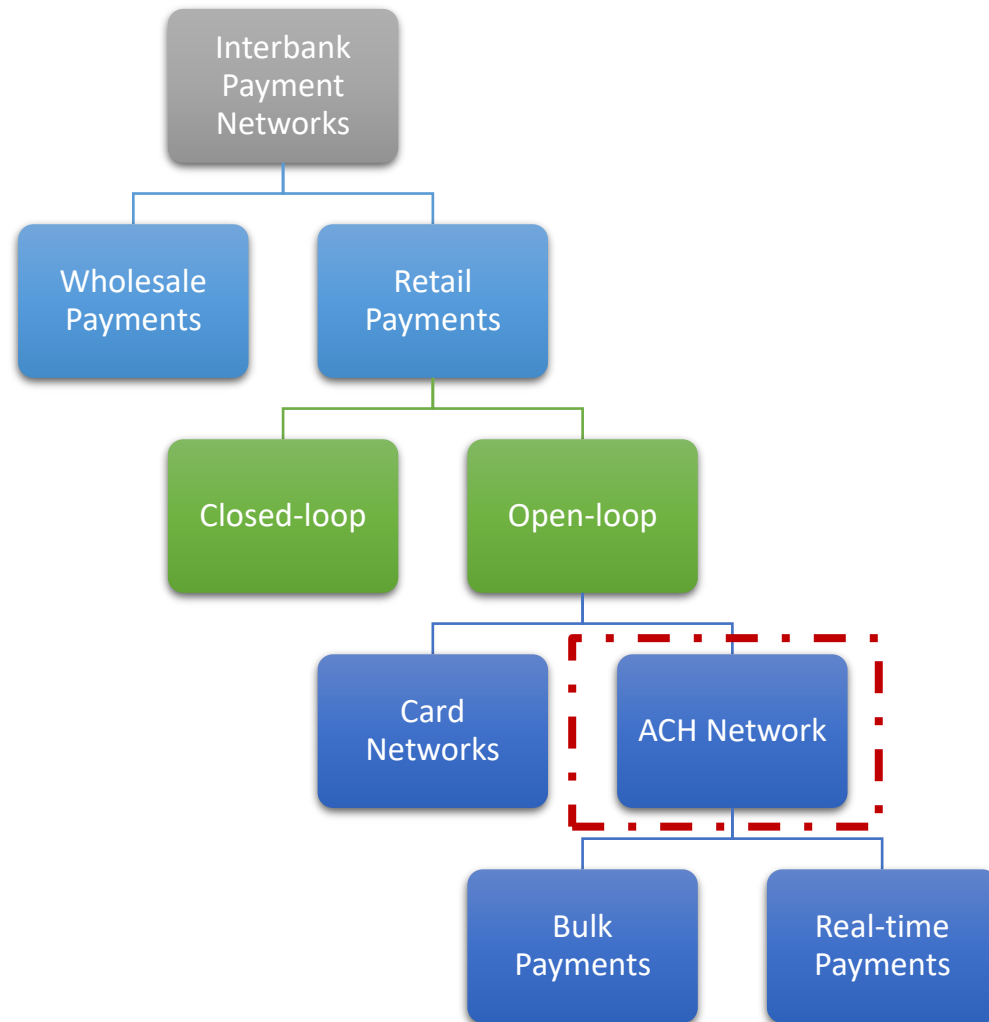 Interbank
Payment
Networks
Wholesale
Payments
Retail
Payments
Closed-loop
Open-loop
Card
Networks
ACH Network
Bulk
Payments
Real-time
Payments